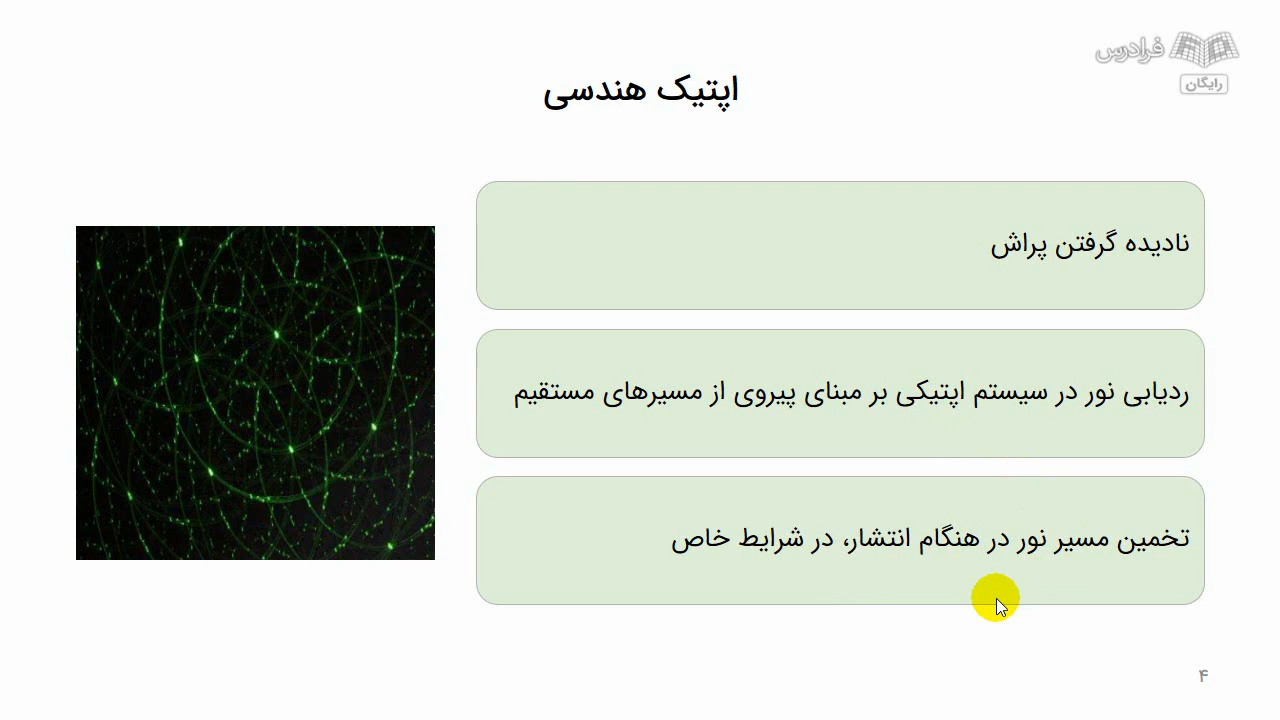 فرادرس
رایگان
اپتیک هندسی
نادیده گرفتن پراش
ردیابی نور در سیستم اپتیکی بر مبنای پیروی از مسیرهای مستقیم
تخمین مسیر نور در هنگام انتشار، در شرایط خاص
۴